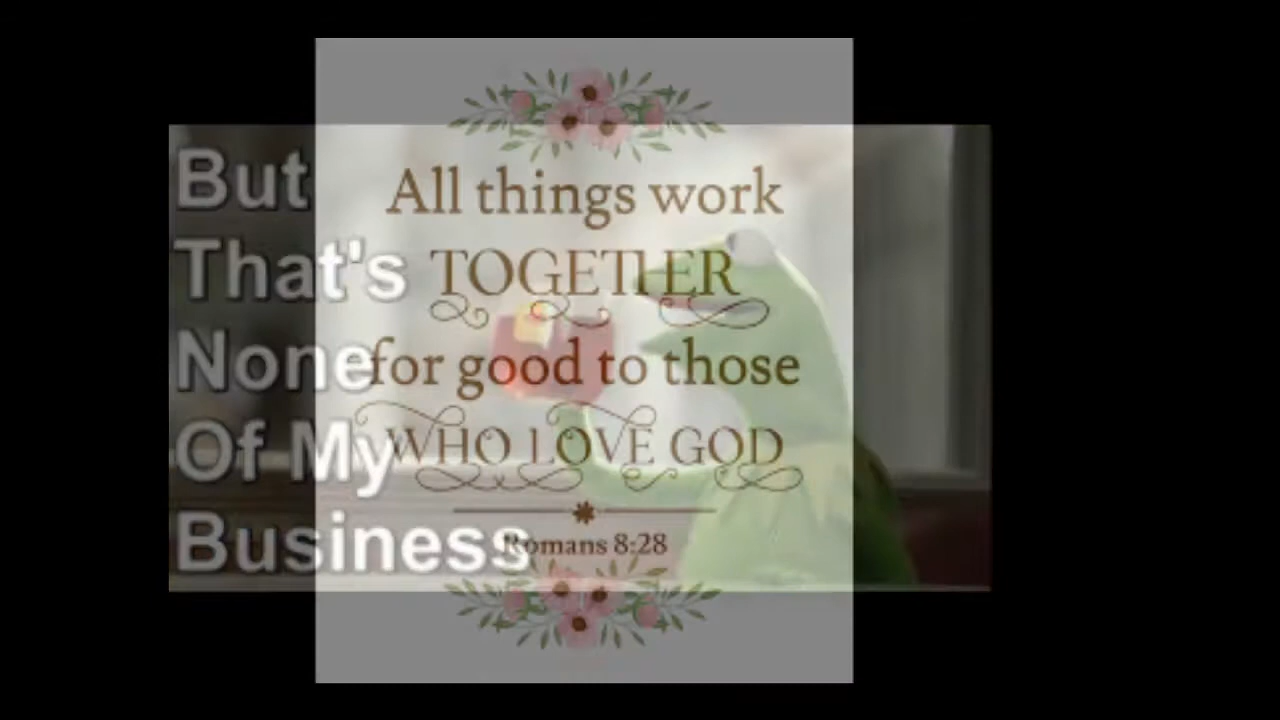 But
That's
None
Of My
Business
All things work
TOGETHER
for good to those
WHO LOVE GOD
Romans 8:28